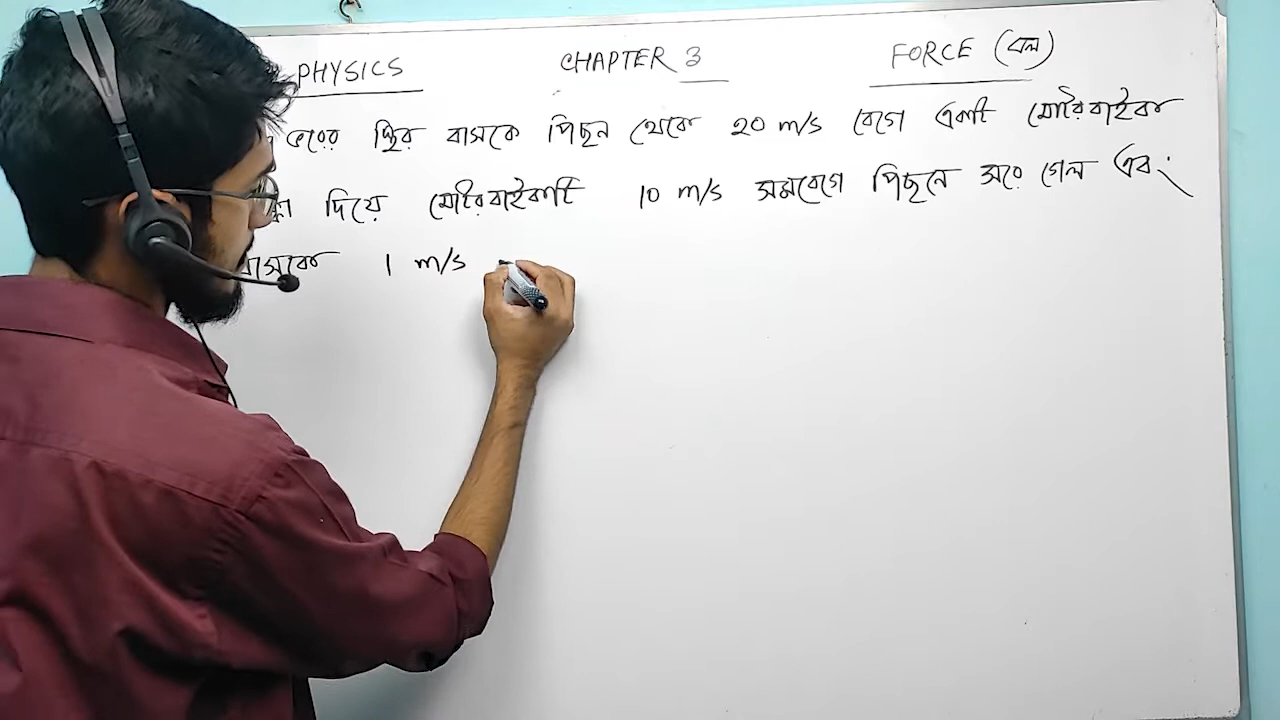 PHYSICS CHAPTER 3 FORCE (বল)
ভরের স্থির বাসকে পিছন থেকে 20 m/s বেগে একটি মোটরবাইক
দিয়ে মোটরবাইকটি 10 m/s সমবেগে পিছনে সরে গেল এবং
বাসকে 1 m/s